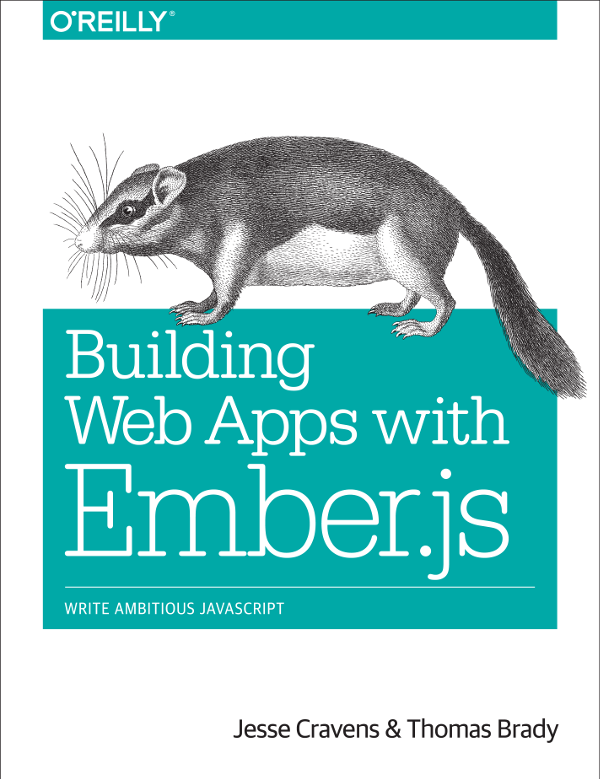 O'REILLY®
Building
Web Apps with
Ember.js
WRITE AMBITIOUS JAVASCRIPT
Jesse Cravens & Thomas Brady